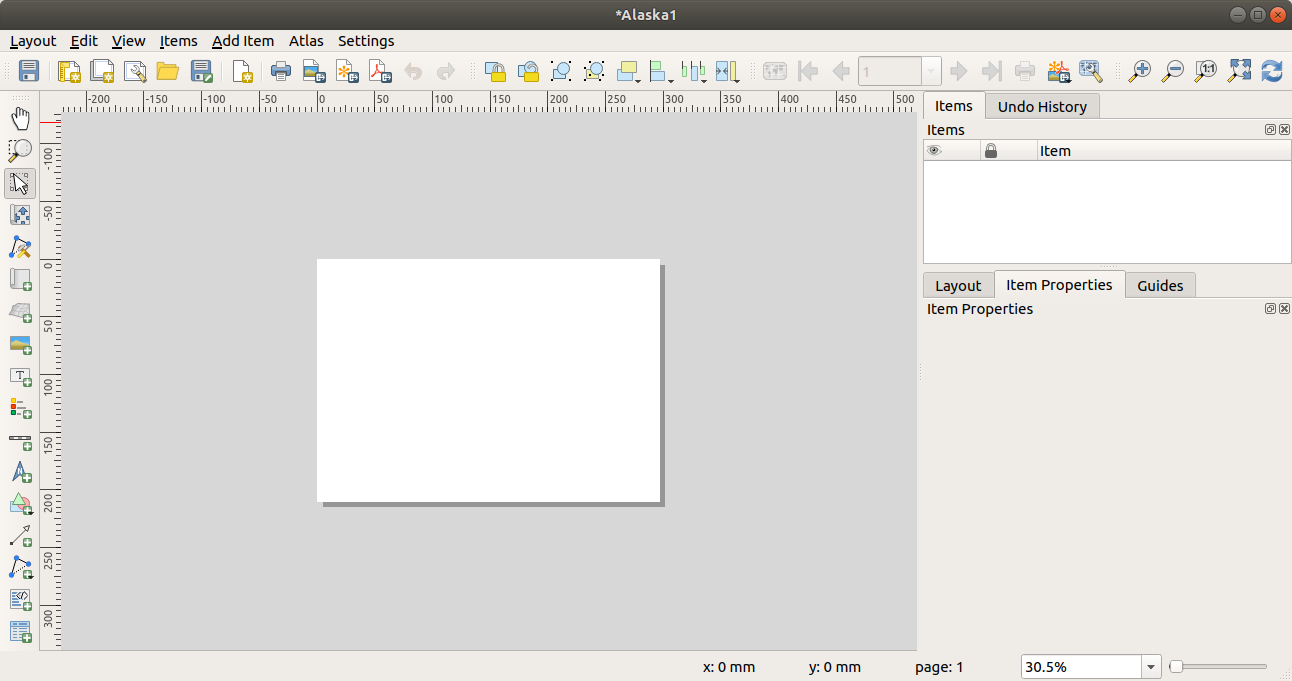 *Alaska1
Layout Edit View Items Add Item Atlas Settings
1
1:1
-200 -150 -100 -50 0 50 100 150 200 250 300 350 400 450 500
-100
-50
0
50
100
150
200
250
300
T
Items Undo History
Items
Item
Layout Item Properties Guides
Item Properties
x: 0 mm y: 0 mm page: 1 30.5%